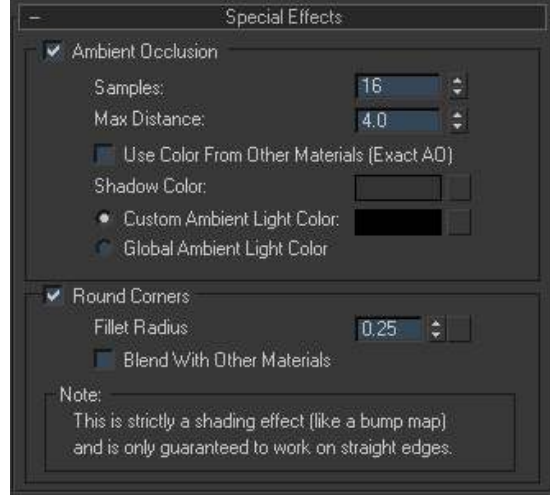 Special Effects
Ambient Occlusion
Samples: 16
Max Distance: 4.0
Use Color From Other Materials (Exact AO)
Shadow Color:
Custom Ambient Light Color:
Global Ambient Light Color
Round Corners
Fillet Radius 0.25
Blend With Other Materials
Note:
This is strictly a shading effect (like a bump map)
and is only guaranteed to work on straight edges.